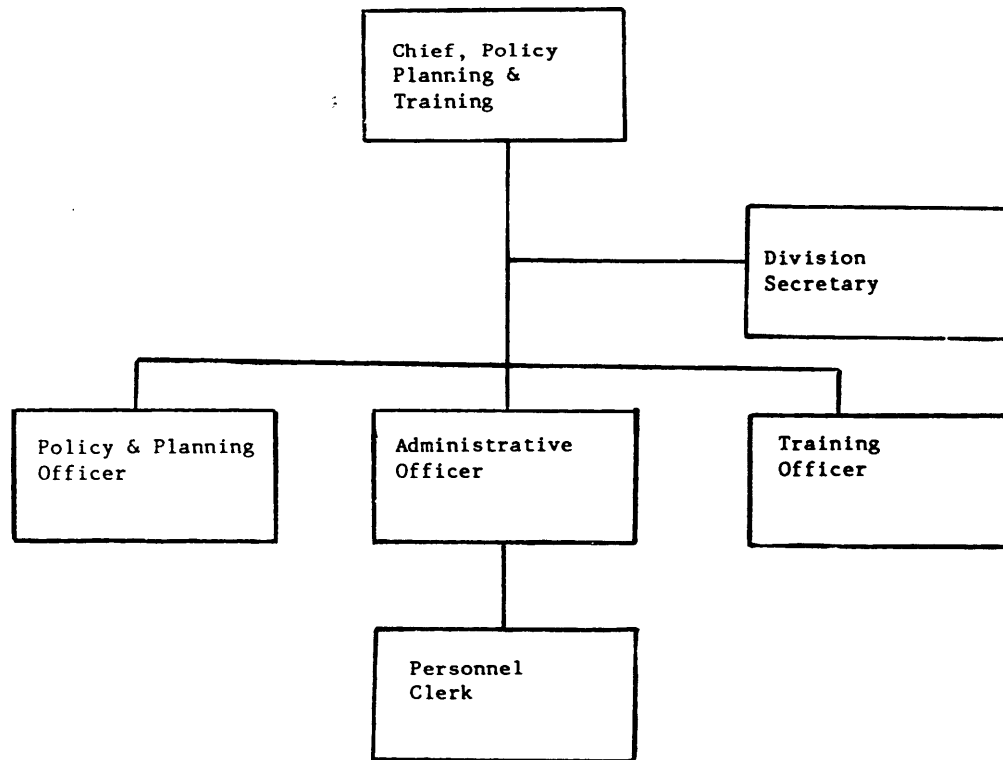 Chief, Policy
Planning &
Training
Division
Secretary
Policy & Planning
Officer
Administrative
Officer
Training
Officer
Personnel
Clerk